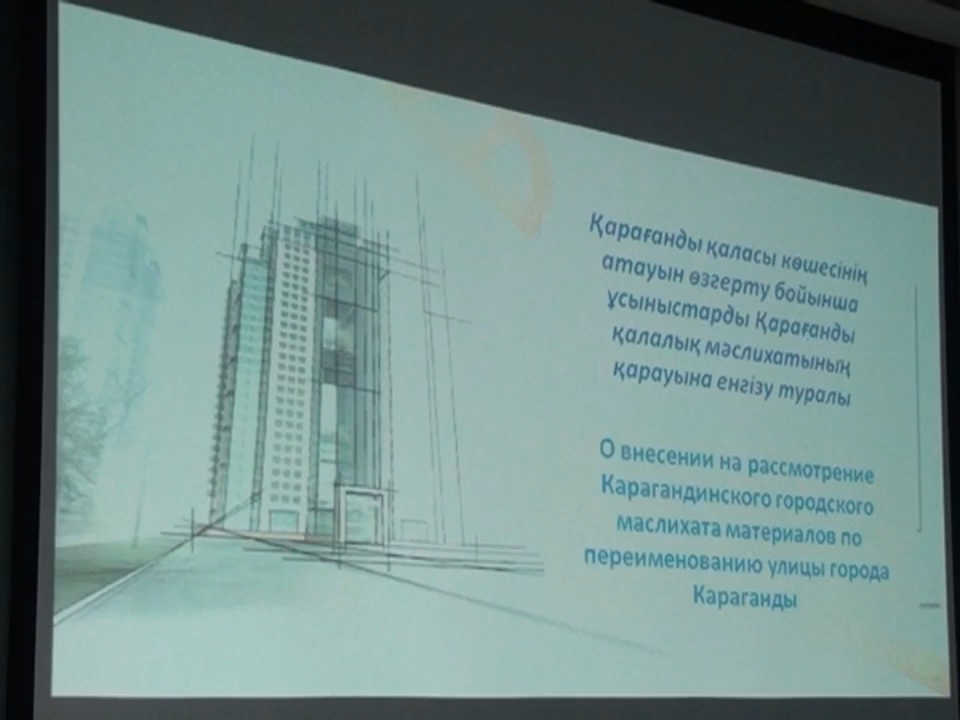 Қарағанды қаласы көшесінің
атауын өзгерту бойынша
ұсыныстарды Қарағанды
қалалық мәслихатының
қарауына енгізу туралы
О внесении на рассмотрение
Карагандинского городского
маслихата материалов по
переименованию улицы города
Караганды